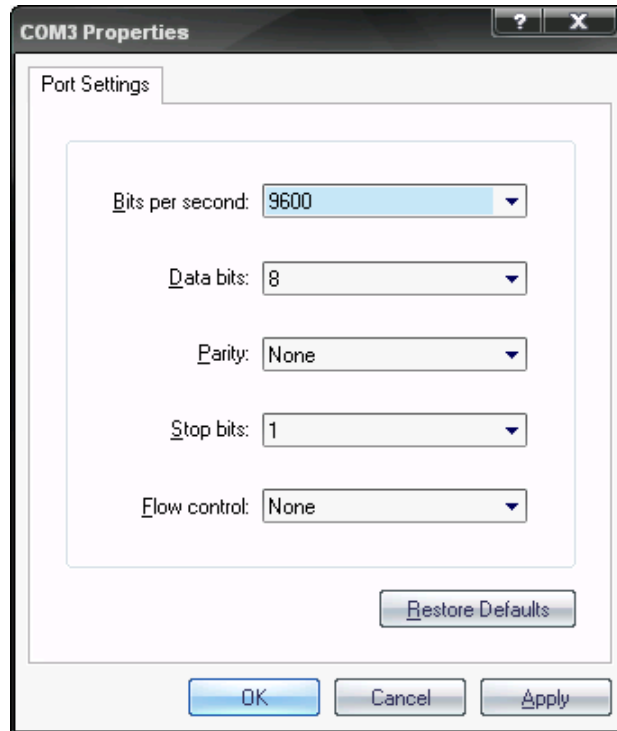 COM3 Properties
?
X
Port Settings
Bits per second: 9600
Data bits: 8
Parity: None
Stop bits: 1
Flow control: None
Restore Defaults
OK Cancel Apply